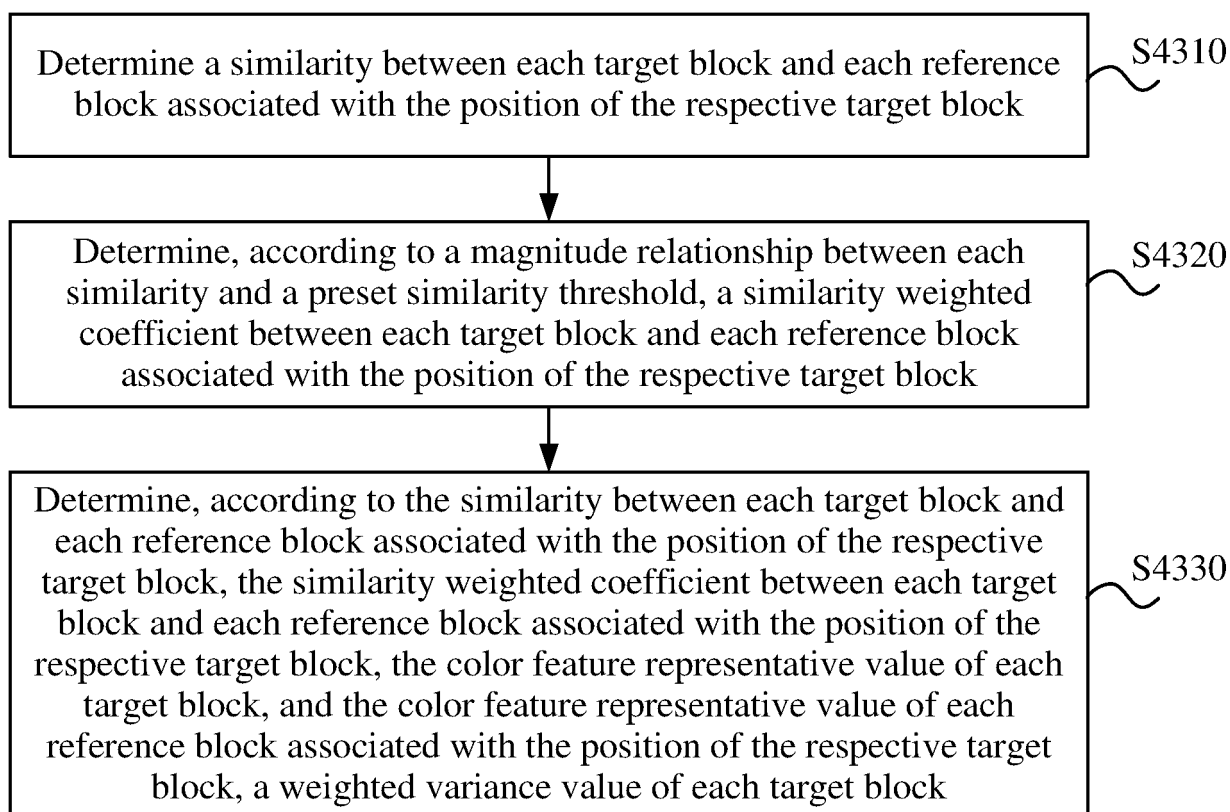 Determine a similarity between each target block and each reference
block associated with the position of the respective target block
S4310
Determine, according to a magnitude relationship between each
similarity and a preset similarity threshold, a similarity weighted
coefficient between each target block and each reference block
associated with the position of the respective target block
S4320
Determine, according to the similarity between each target block and
each reference block associated with the position of the respective
target block, the similarity weighted coefficient between each target
block and each reference block associated with the position of the
respective target block, the color feature representative value of each
target block, and the color feature representative value of each
reference block associated with the position of the respective target
block, a weighted variance value of each target block
S4330